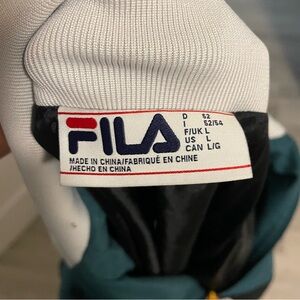 FILA
D 52
I 52/54
F/UK L
US L
CAN L/G
MADE IN CHINA/FABRIQUÉ EN CHINE
/HECHO EN CHINA